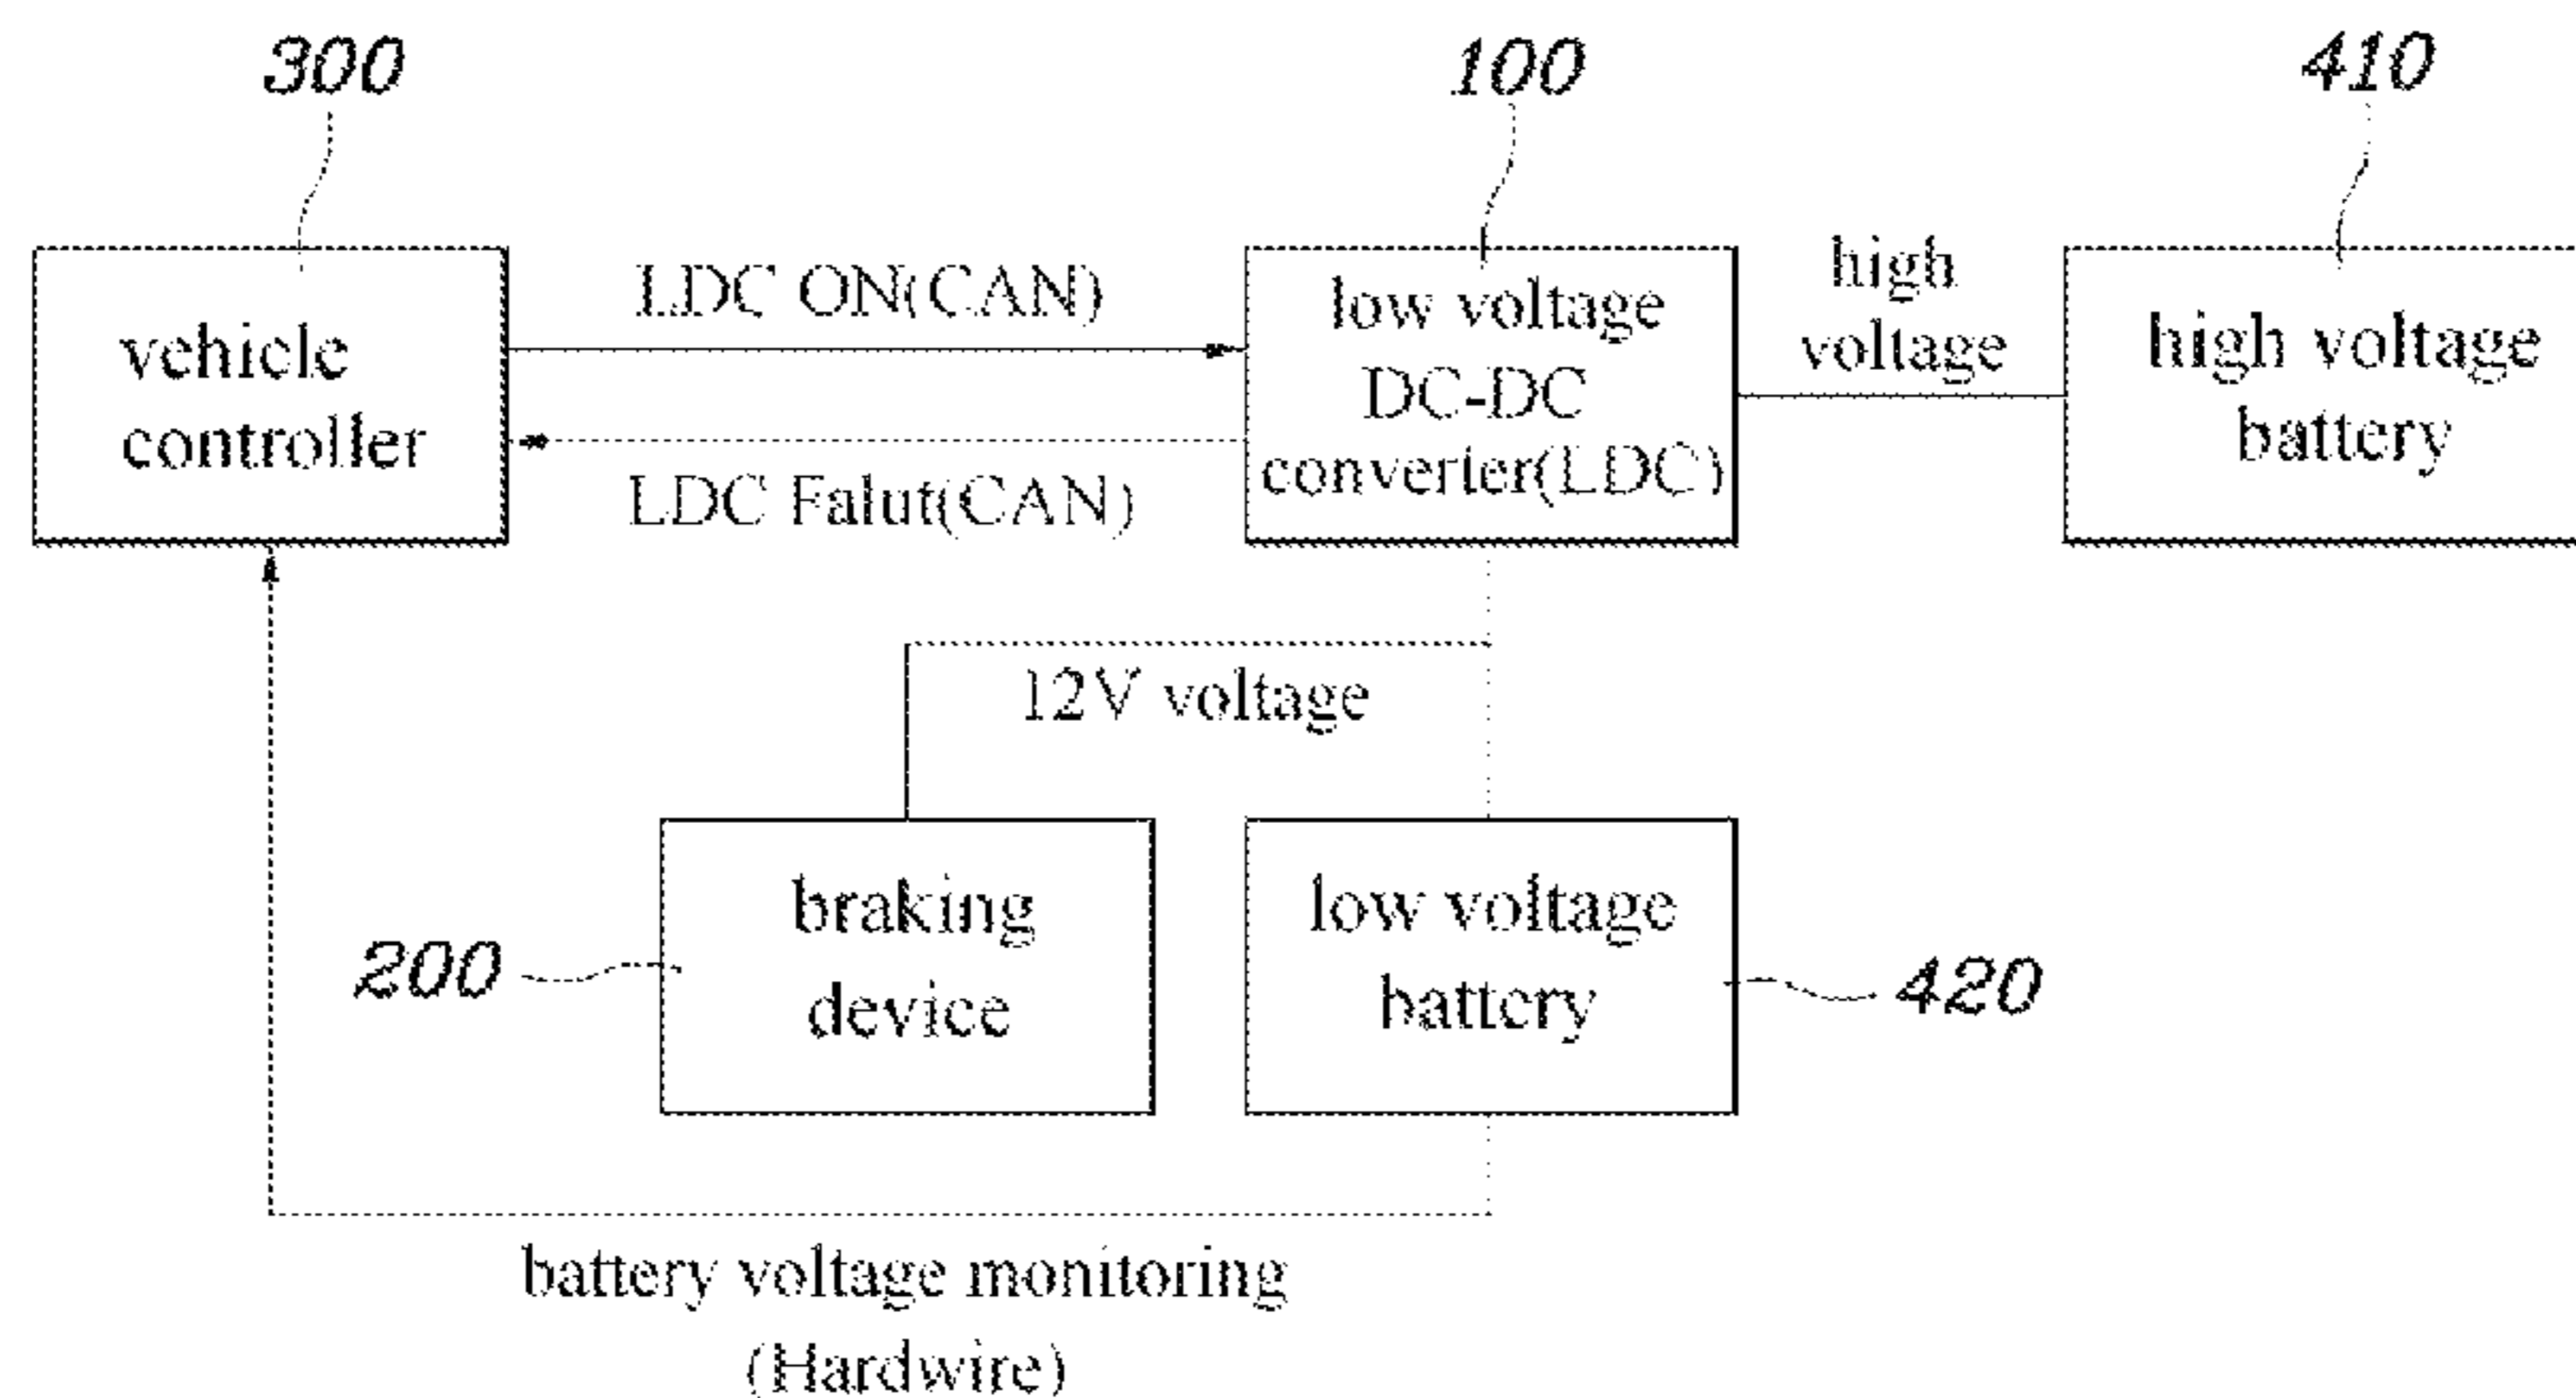 300
100
410
vehicle
controller
LDC ON(CAN)
LDC Falut(CAN)
low voltage
DC-DC
converter(LDC)
high
voltage
high voltage
battery
12V voltage
braking
device
200
low voltage
battery
420
battery voltage monitoring
(Hardwire)